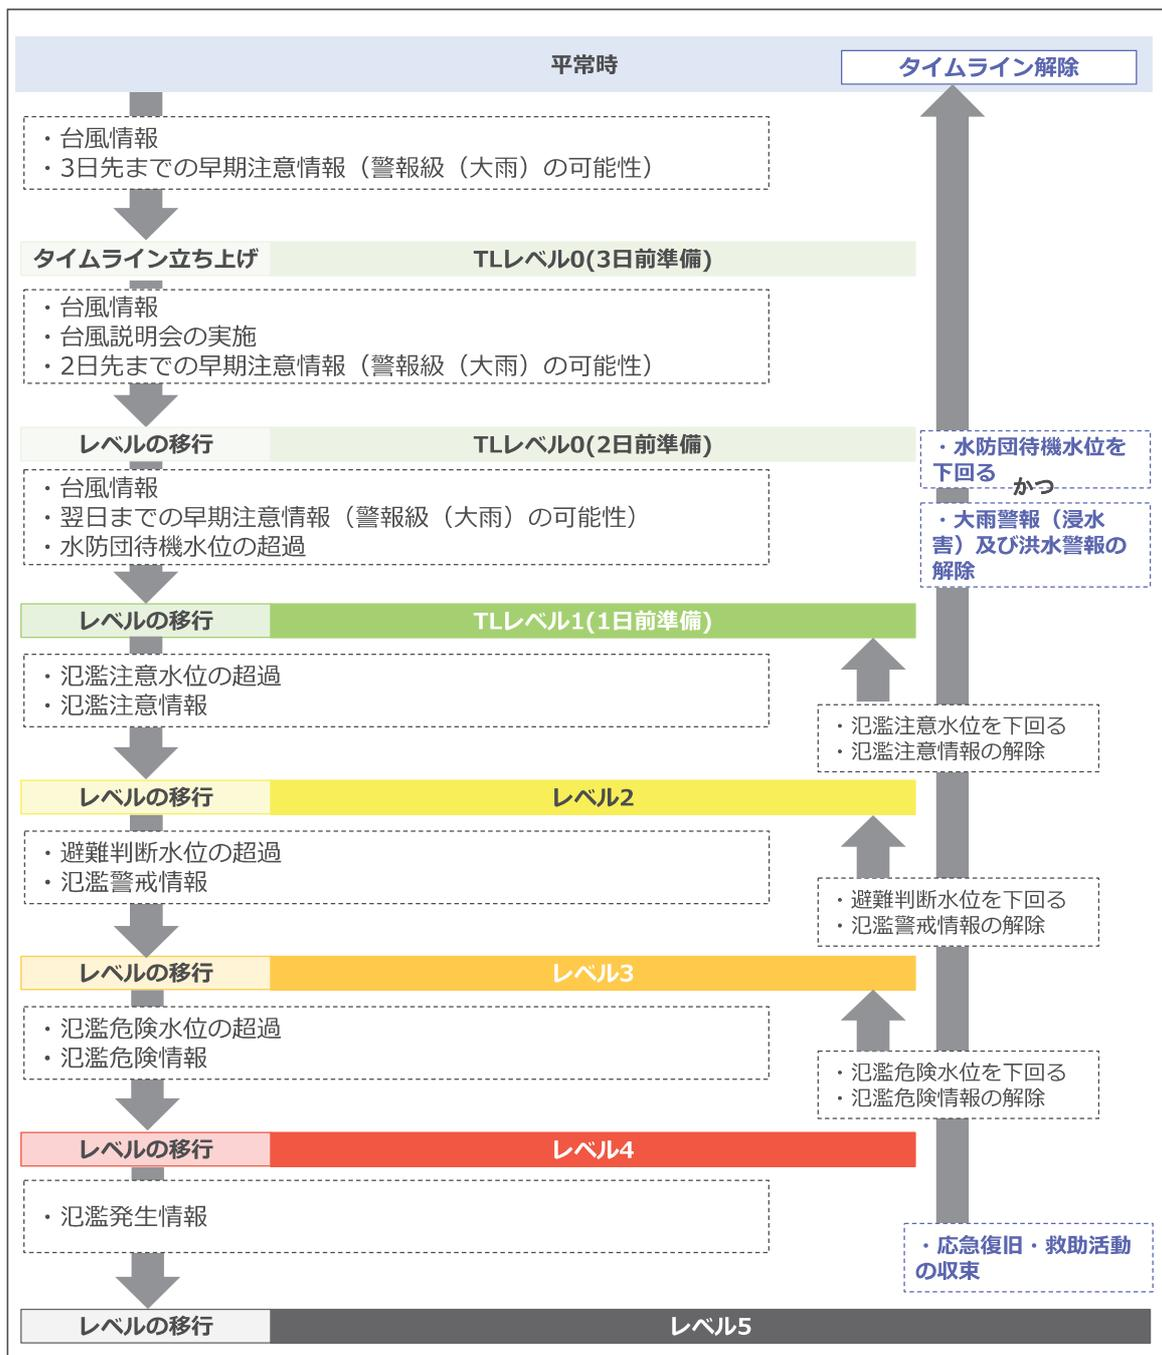 平常時
タイムライン解除
・台風情報
・3日先までの早期注意情報（警報級（大雨）の可能性）
タイムライン立ち上げ
TLレベル0(3日前準備)
・台風情報
・台風説明会の実施
・2日先までの早期注意情報（警報級（大雨）の可能性）
レベルの移行
TLレベル0(2日前準備)
・水防団待機水位を
下回る
かつ
・大雨警報（浸水
害）及び洪水警報の
解除
・台風情報
・翌日までの早期注意情報（警報級（大雨）の可能性）
・水防団待機水位の超過
レベルの移行
TLレベル1(1日前準備)
・氾濫注意水位の超過
・氾濫注意情報
・氾濫注意水位を下回る
・氾濫注意情報の解除
レベルの移行
レベル2
・避難判断水位の超過
・氾濫警戒情報
・避難判断水位を下回る
・氾濫警戒情報の解除
レベルの移行
レベル3
・氾濫危険水位の超過
・氾濫危険情報
・氾濫危険水位を下回る
・氾濫危険情報の解除
レベルの移行
レベル4
・氾濫発生情報
・応急復旧・救助活動
の収束
レベルの移行
レベル5